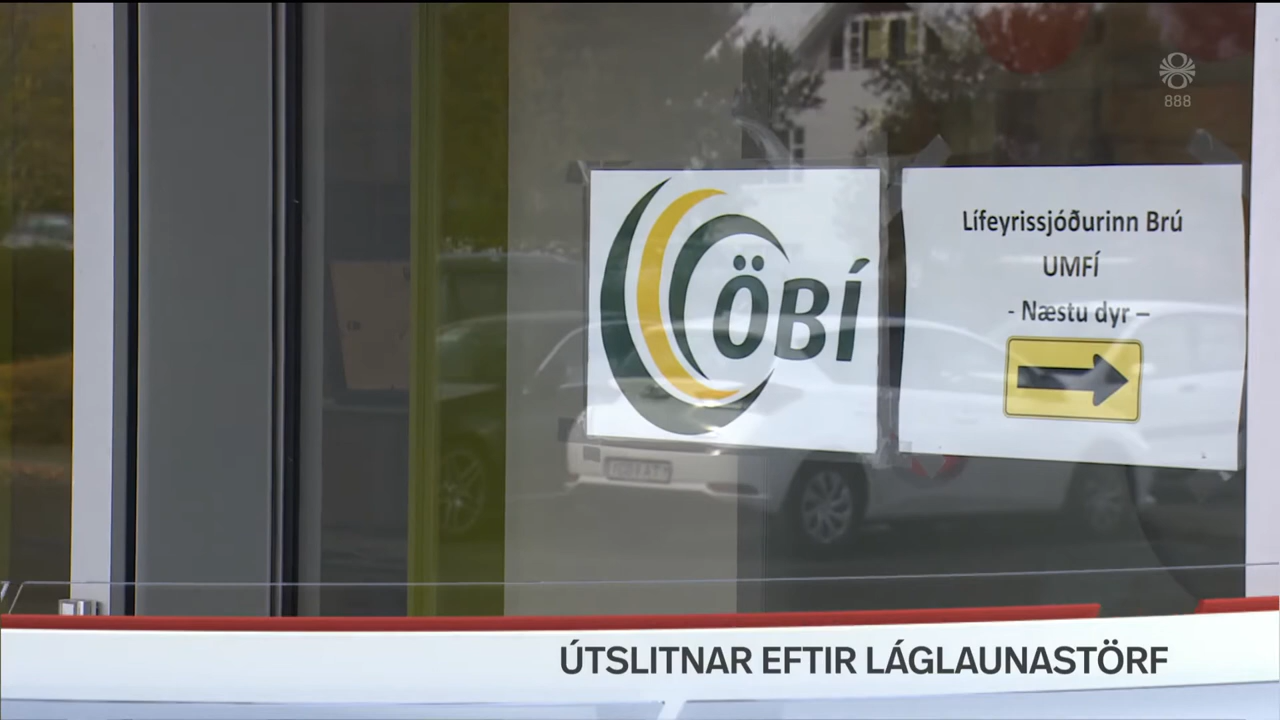 888
ÖBÍ
Lífeyrissjóðurinn Brú
UMFÍ
- Næstu dyr –
ÚTSLITNAR EFTIR LÁGLAUNASTÖRF